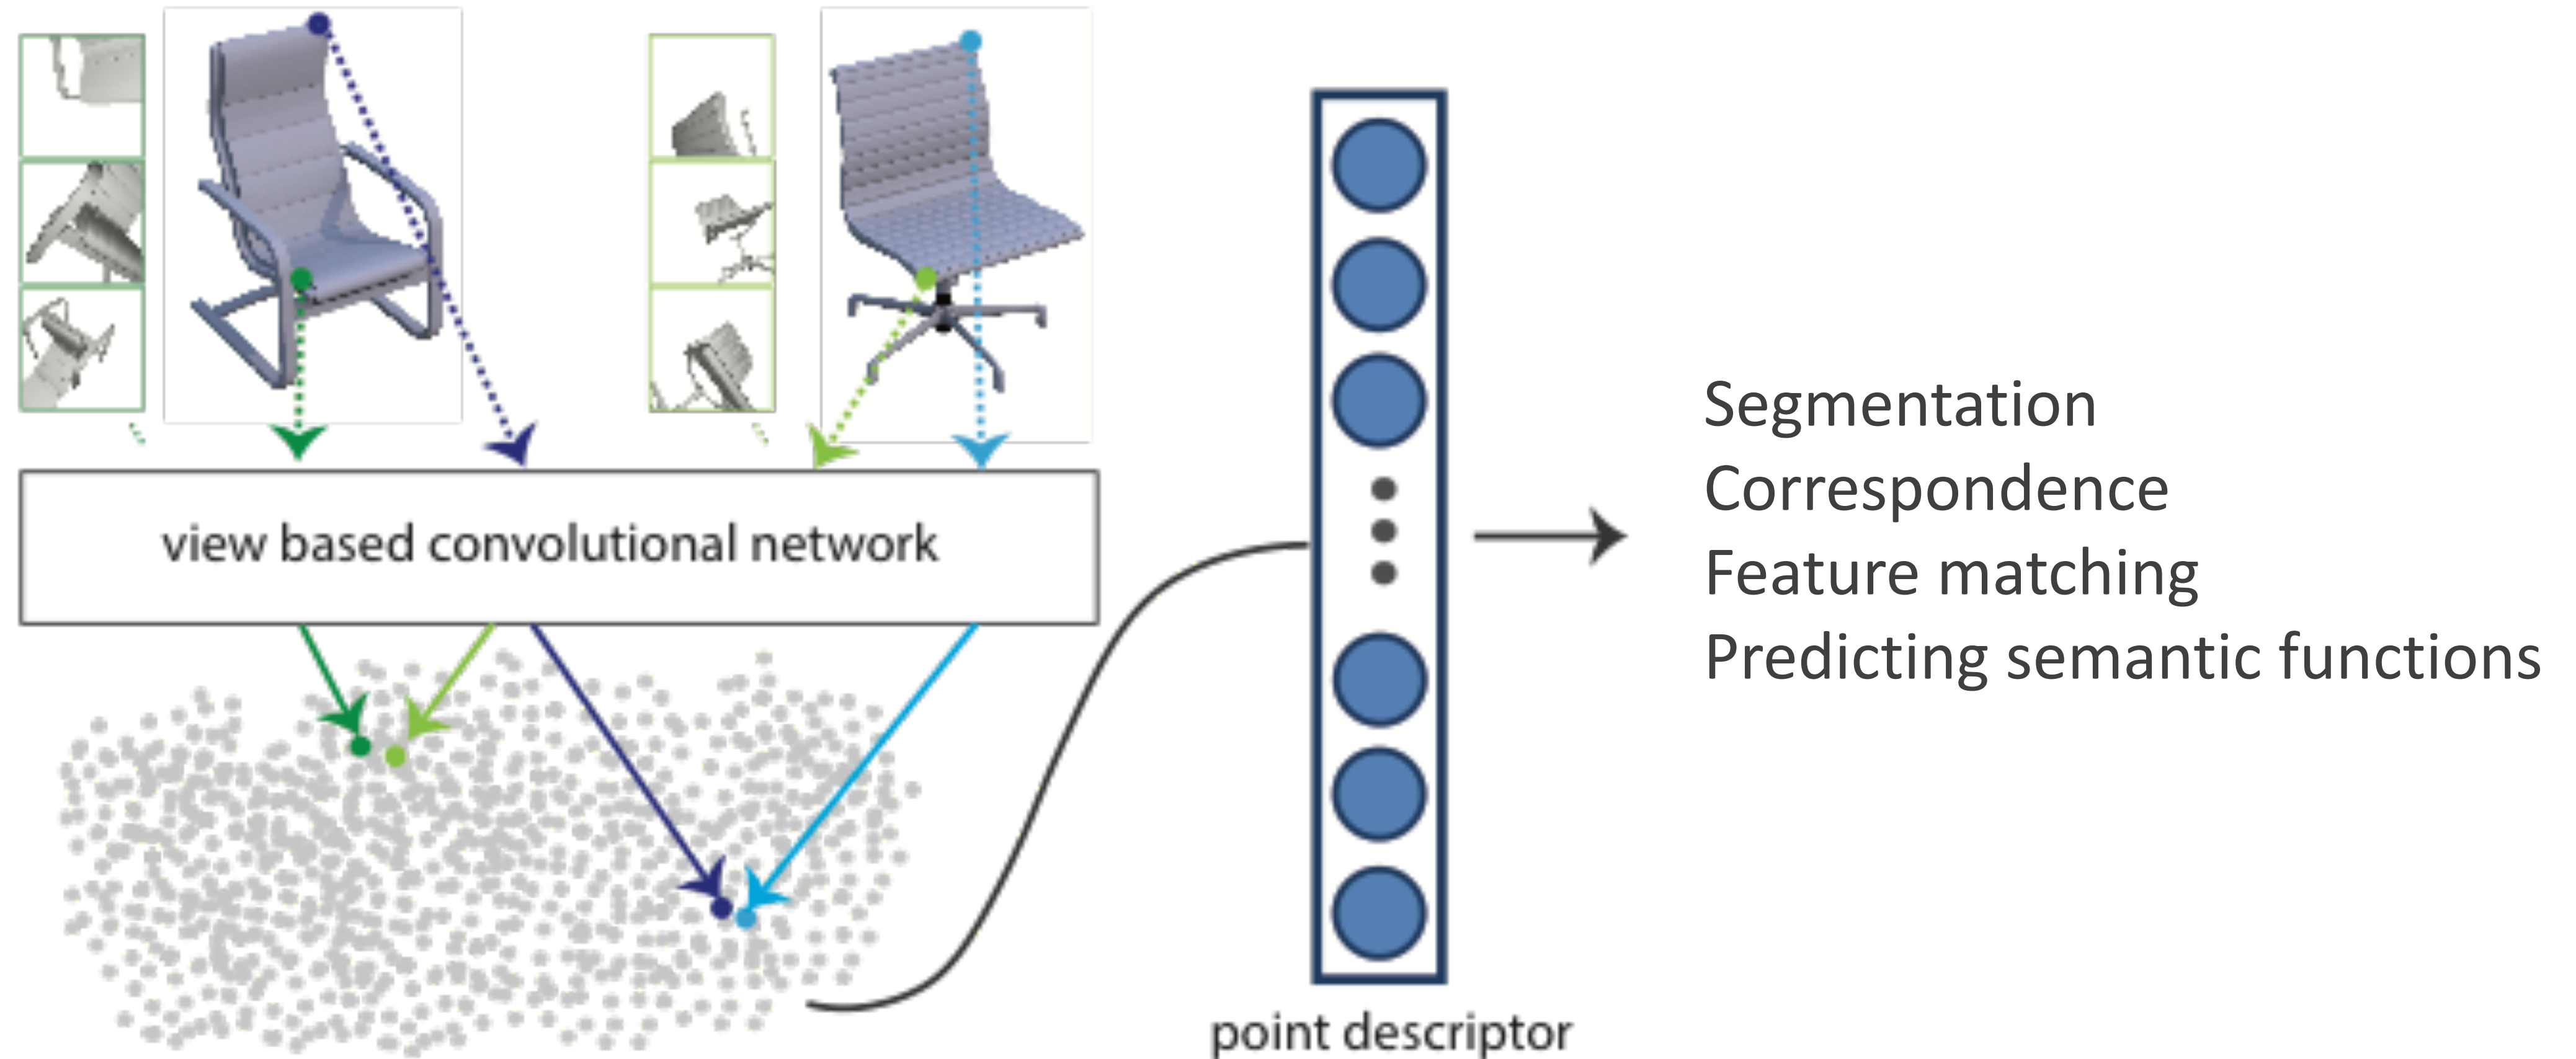 view based convolutional network
point descriptor
Segmentation
Correspondence
Feature matching
Predicting semantic functions